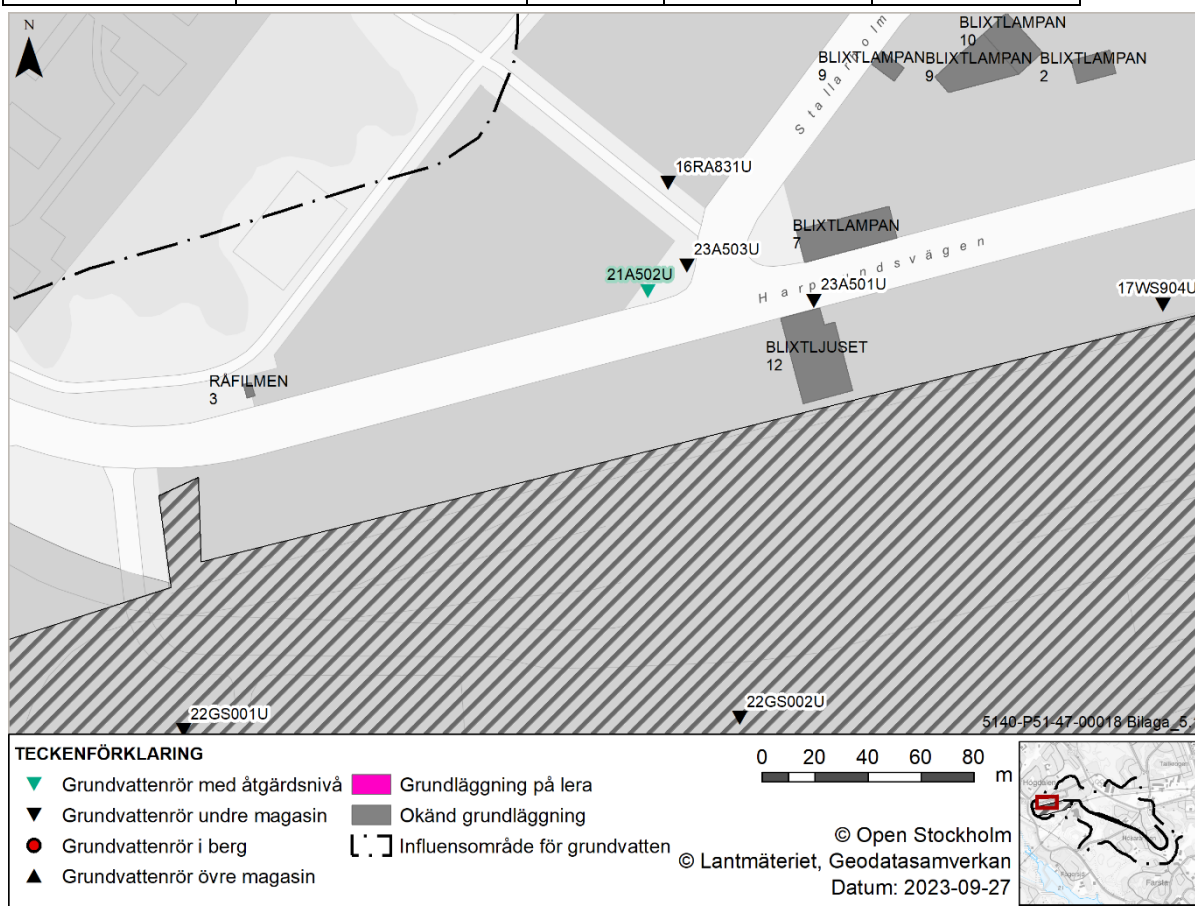 N
BLIXTLAMPAN
10
BLIXTLAMPAN
9
BLIXTLAMPAN
9
BLIXTLAMPAN
2
Stallarholm
16RA831U
BLIXTLAMPAN
7
23A503U
Harpsundsvägen
21A502U
23A501U
17WS904U
BLIXTLJUSET
12
RÅFILMEN
3
22GS001U
22GS002U
5140-P51-47-00018 Bilaga_5.
TECKENFÖRKLARING
Grundvattenrör med åtgärdsnivå
Grundvattenrör undre magasin
Grundvattenrör i berg
Grundvattenrör övre magasin
Grundläggning på lera
Okänd grundläggning
Influensområde för grundvatten
0 20 40 60 80
m
© Open Stockholm
© Lantmäteriet, Geodatasamverkan
Datum: 2023-09-27
Högdalen
Farsta